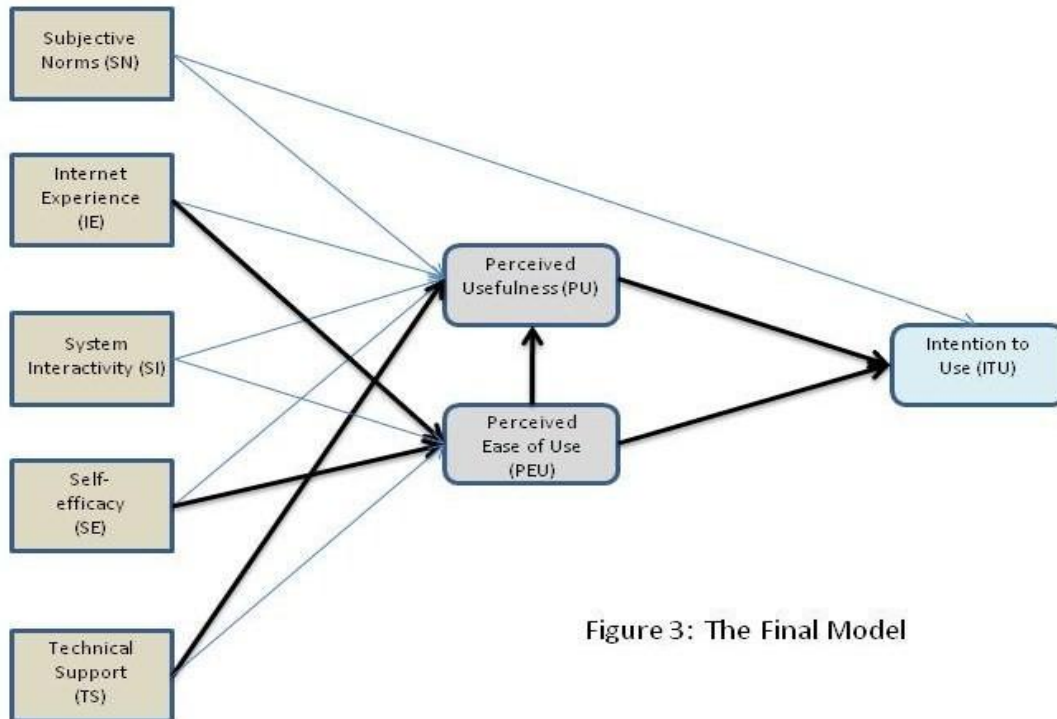 Subjective
Norms (SN)
Internet
Experience
(IE)
System
Interactivity (SI)
Self-
efficacy
(SE)
Technical
Support
(TS)
Perceived
Usefulness (PU)
Perceived
Ease of Use
(PEU)
Intention to
Use (ITU)
Figure 3: The Final Model